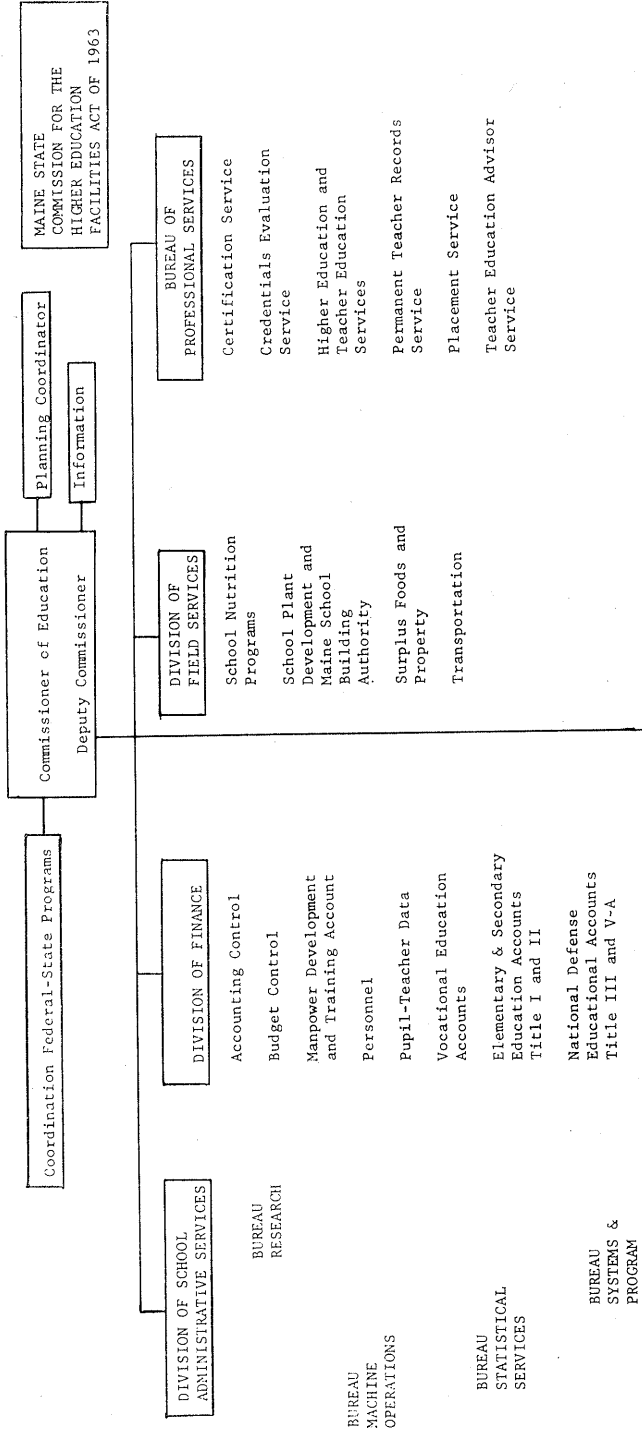 Commissioner of Education
Deputy Commissioner
Coordination Federal-State Programs
Planning Coordinator
Information
MAINE STATE
COMMISSION FOR THE
HIGHER EDUCATION
FACILITIES ACT OF 1963
DIVISION OF SCHOOL
ADMINISTRATIVE SERVICES
BUREAU
RESEARCH
BUREAU
MACHINE
OPERATIONS
BUREAU
STATISTICAL
SERVICES
BUREAU
SYSTEMS &
PROGRAM
DIVISION OF FINANCE
Accounting Control
Budget Control
Manpower Development
and Training Account
Personnel
Pupil-Teacher Data
Vocational Education
Accounts
Elementary & Secondary
Education Accounts
Title I and II
National Defense
Educational Accounts
Title III and V-A
DIVISION OF
FIELD SERVICES
School Nutrition
Programs
School Plant
Development and
Maine School
Building
Authority
Surplus Foods and
Property
Transportation
BUREAU OF
PROFESSIONAL SERVICES
Certification Service
Credentials Evaluation
Service
Higher Education and
Teacher Education
Services
Permanent Teacher Records
Service
Placement Service
Teacher Education Advisor
Service